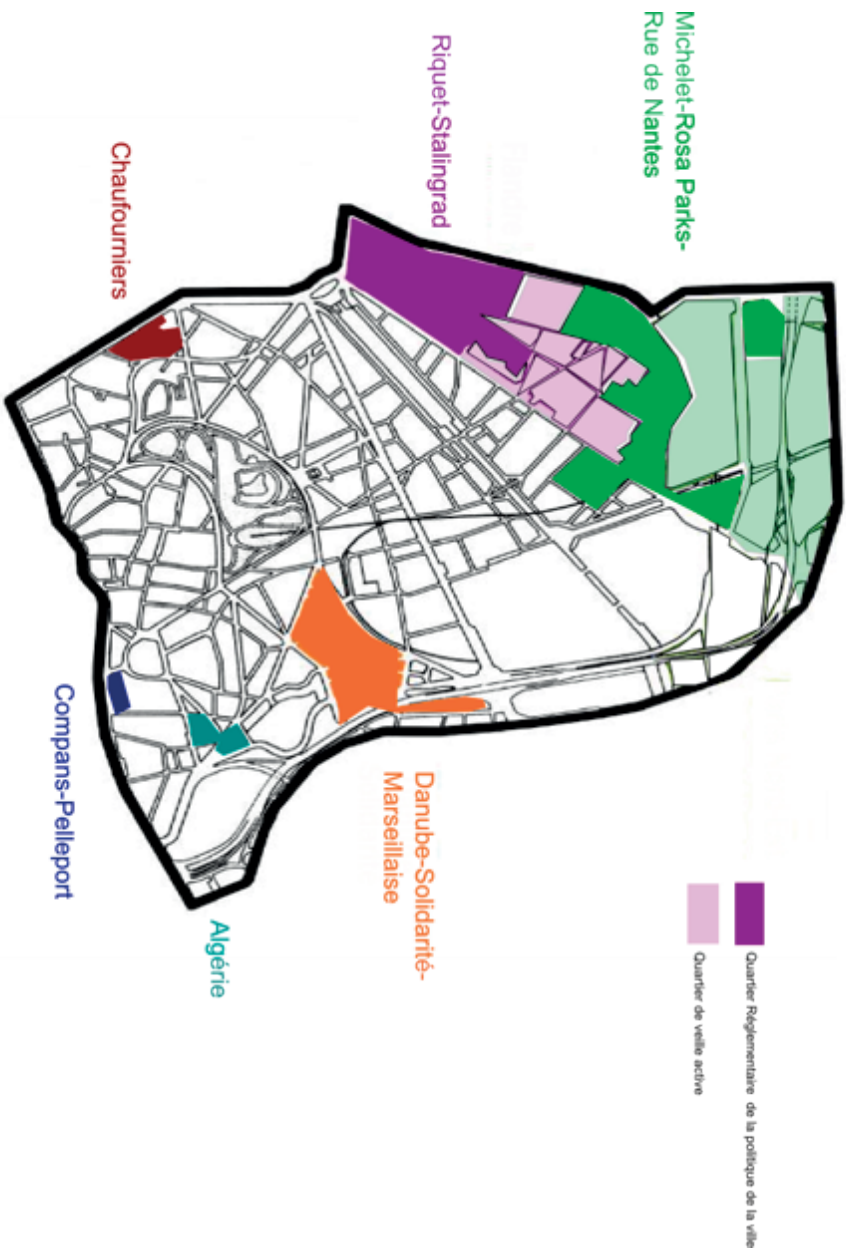 Michelet-Rosa Parks-
Rue de Nantes
Riquet-Stalingrad
Flandre
Chaufourniers
Danube-Solidarité-
Marseillaise
Compans-Pelleport
Algérie
Quartier Réglementaire de la politique de la ville
Quartier de veille active